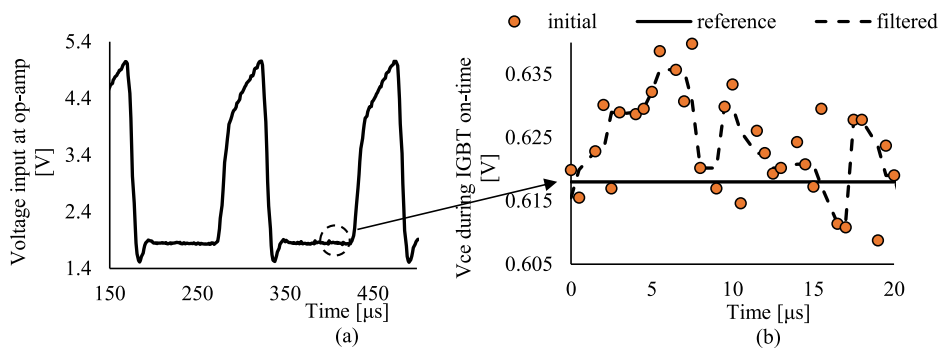 initial reference filtered
Voltage input at op-amp
[V]
5.4
4.4
3.4
2.4
1.4
150 250 350 450
Time [μs]
(a)
Vce during IGBT on-time
[V]
0.635
0.625
0.615
0.605
0 5 10 15 20
Time [μs]
(b)